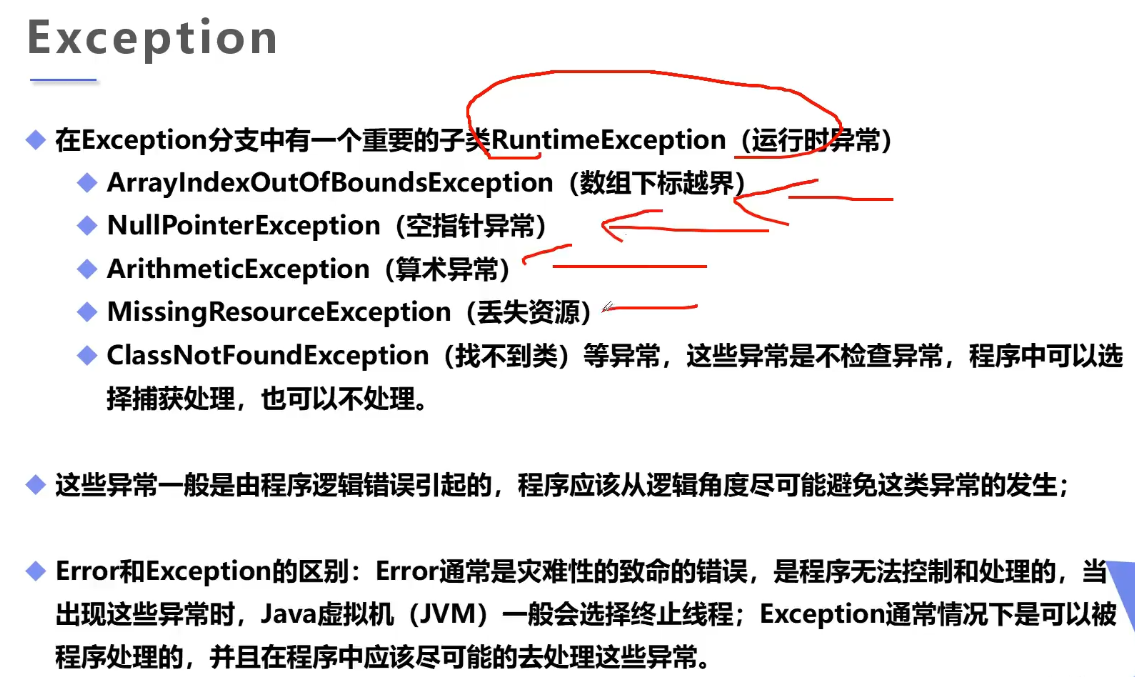 Exception
在Exception分支中有一个重要的子类RuntimeException（运行时异常）
ArrayIndexOutOfBoundsException（数组下标越界）
NullPointerException（空指针异常）
ArithmeticException（算术异常）
MissingResourceException（丢失资源）
ClassNotFoundException（找不到类）等异常，这些异常是不检查异常，程序中可以选
择捕获处理，也可以不处理。
这些异常一般是由程序逻辑错误引起的，程序应该从逻辑角度尽可能避免这类异常的发生；
Error和Exception的区别：Error通常是灾难性的致命的错误，是程序无法控制和处理的，当
出现这些异常时，Java虚拟机（JVM）一般会选择终止线程；Exception通常情况下是可以被
程序处理的，并且在程序中应该尽可能的去处理这些异常。